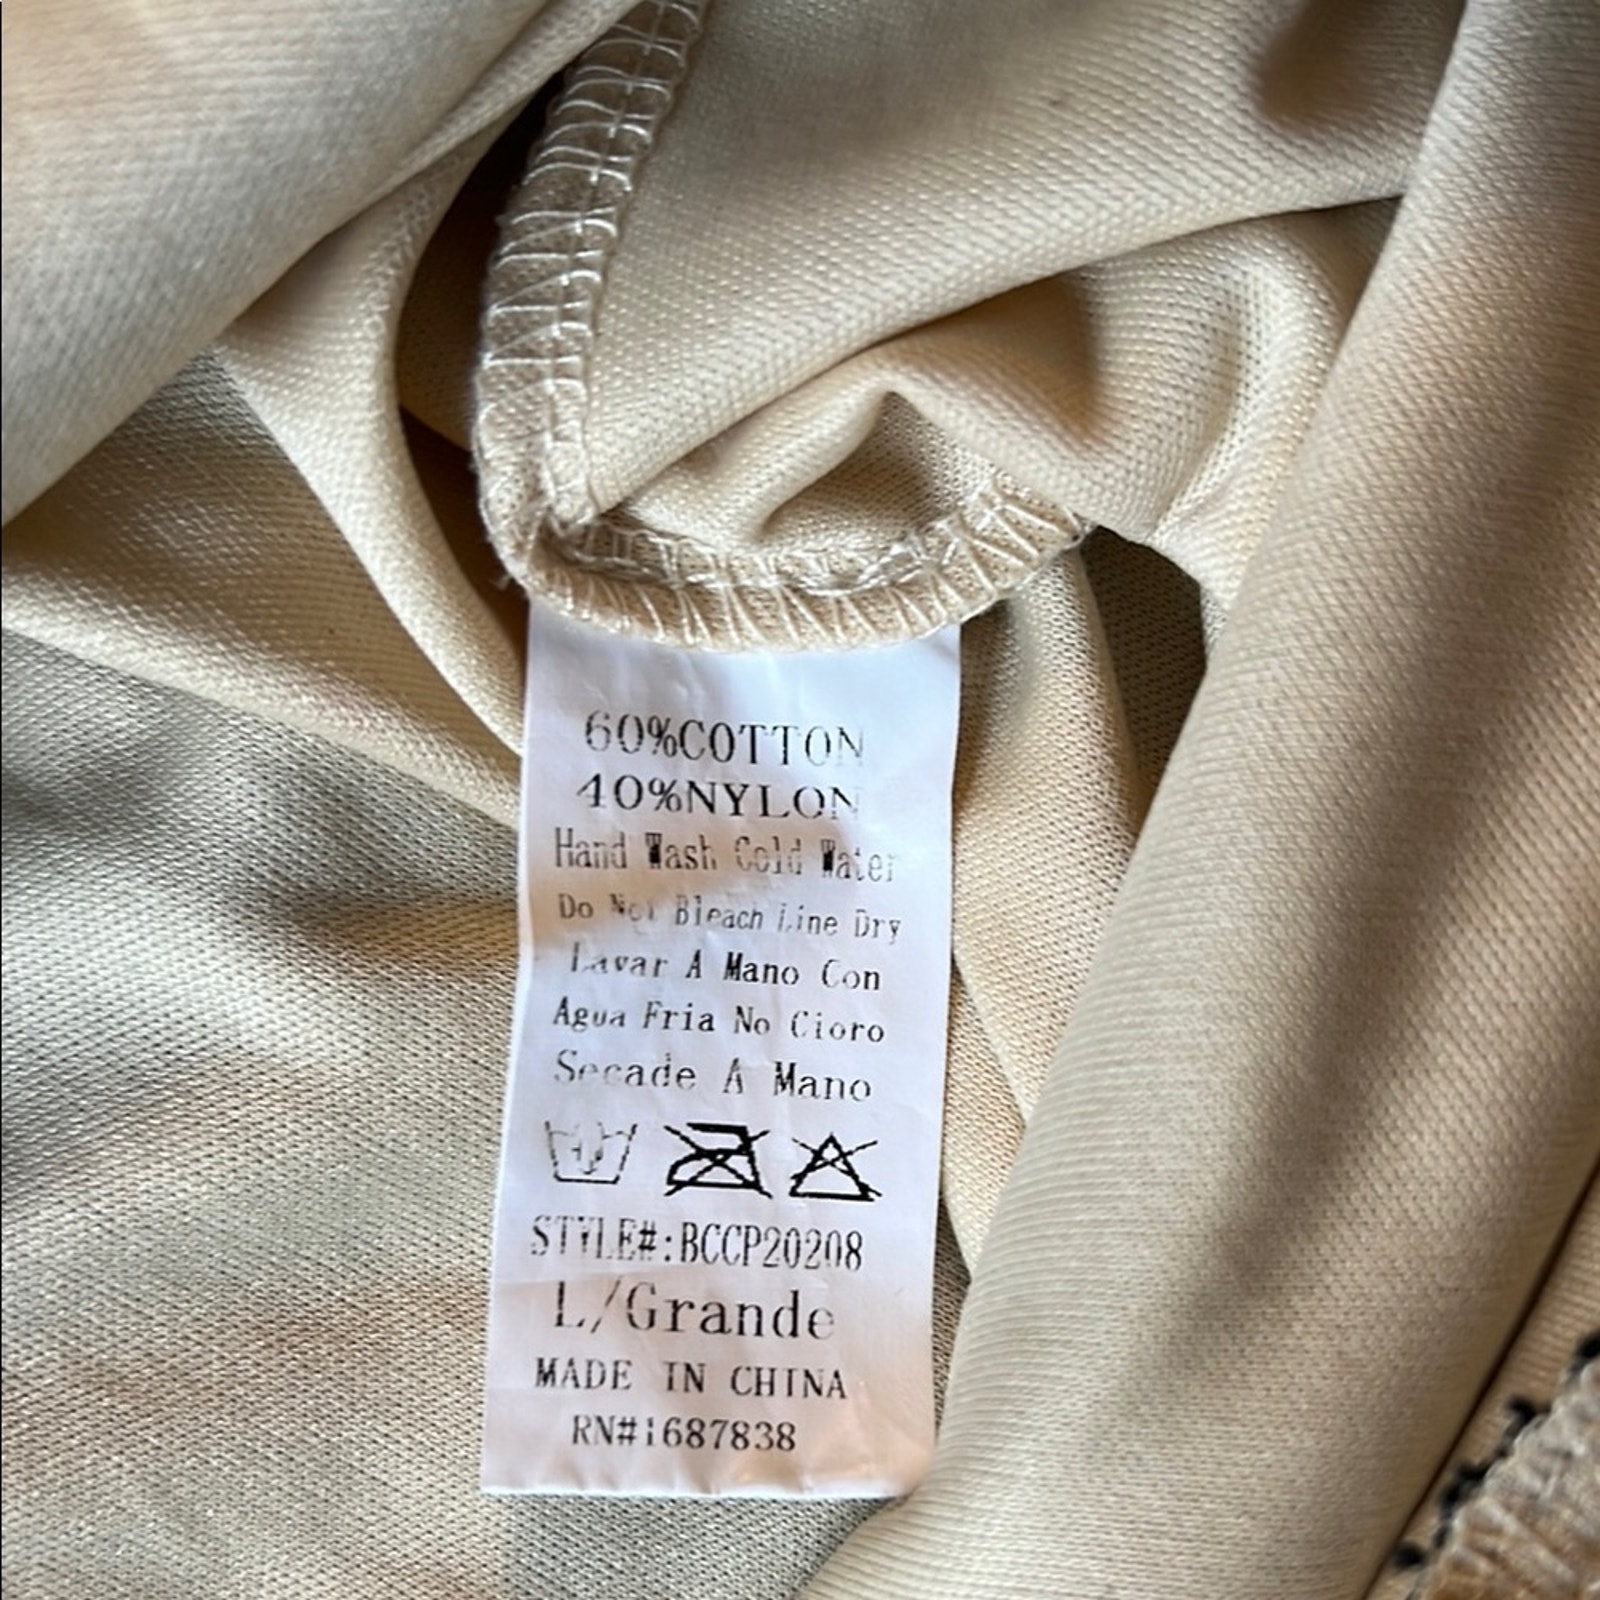 60%COTTON
40%NYLON
Hand Wash Cold Water
Do Not Bleach Line Dry
Lavar A Mano Con
Agua Fria No Cioro
Secade A Mano
STYLE#:BCCP20208
L/Grande
MADE IN CHINA
RN#1687838